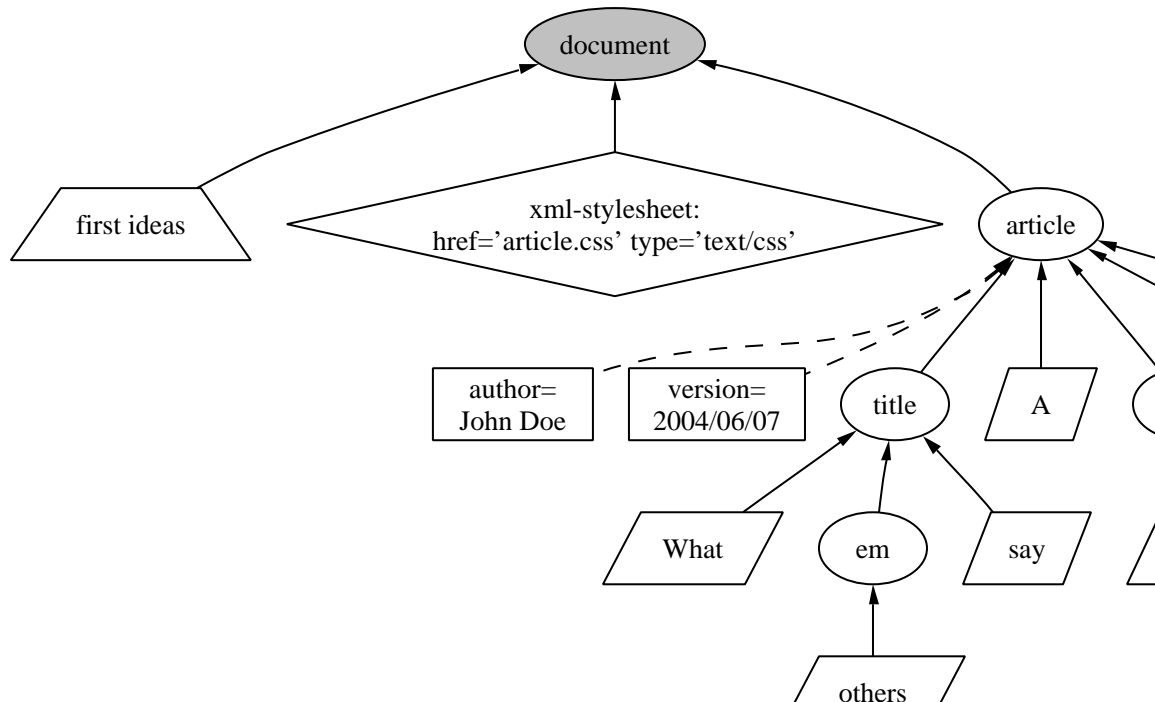 document
first ideas
xml-stylesheet:
href=’article.css’ type=’text/css’
article
author=
John Doe
version=
2004/06/07
title
A
What
em
say
others